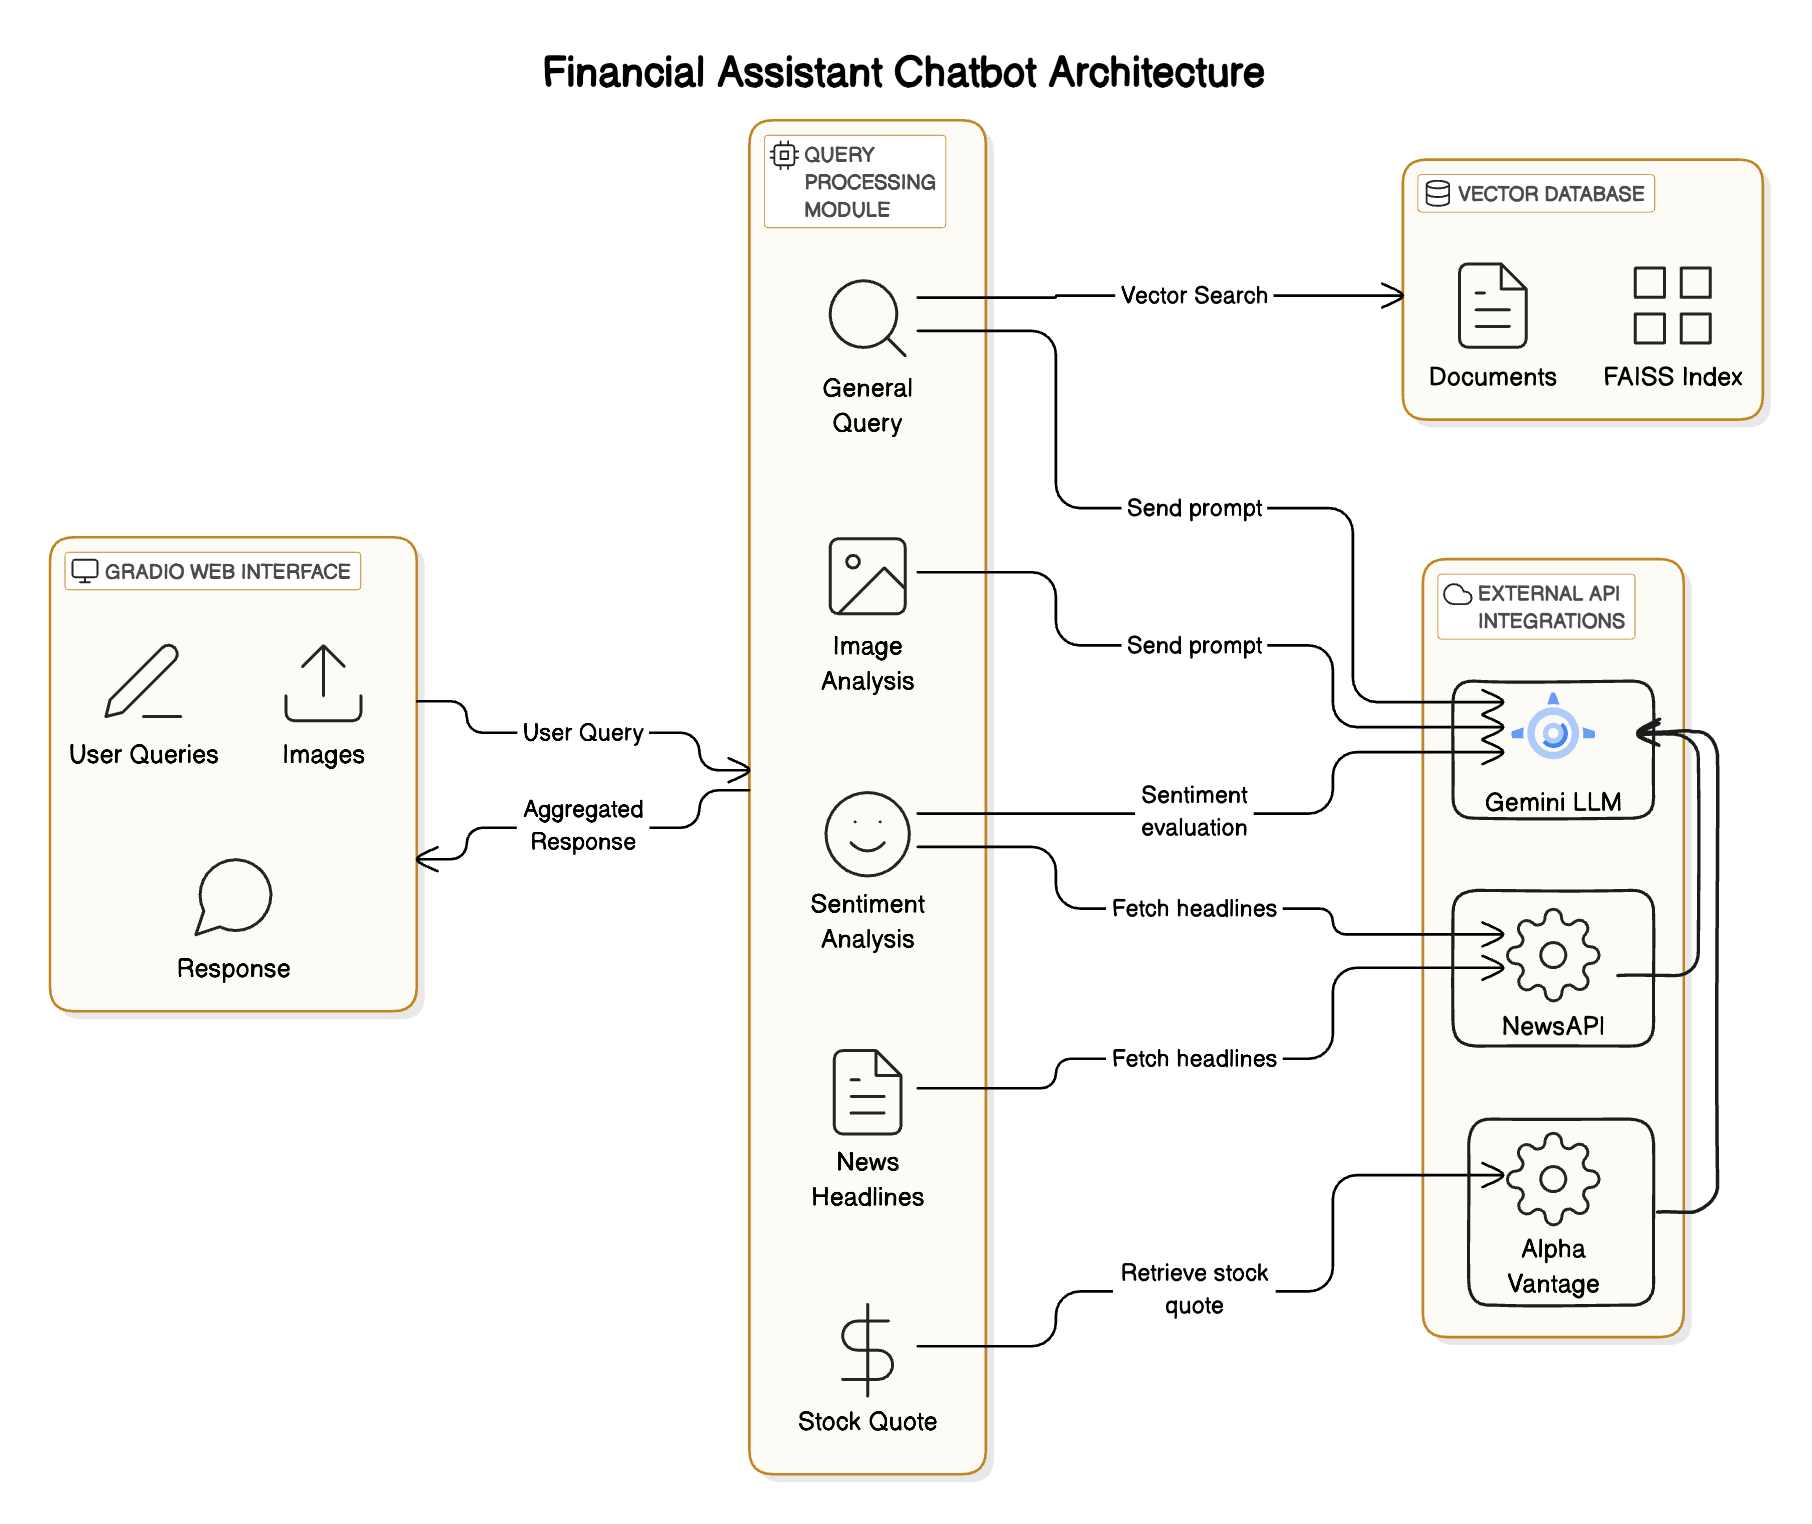 Financial Assistant Chatbot Architecture
QUERY
PROCESSING
MODULE
General
Query
Image
Analysis
Sentiment
Analysis
News
Headlines
Stock Quote
GRADIO WEB INTERFACE
User Queries
Images
Response
User Query
Aggregated
Response
Vector Search
Send prompt
Send prompt
Sentiment
evaluation
Fetch headlines
Fetch headlines
Retrieve stock
quote
VECTOR DATABASE
Documents
FAISS Index
EXTERNAL API
INTEGRATIONS
Gemini LLM
NewsAPI
Alpha
Vantage